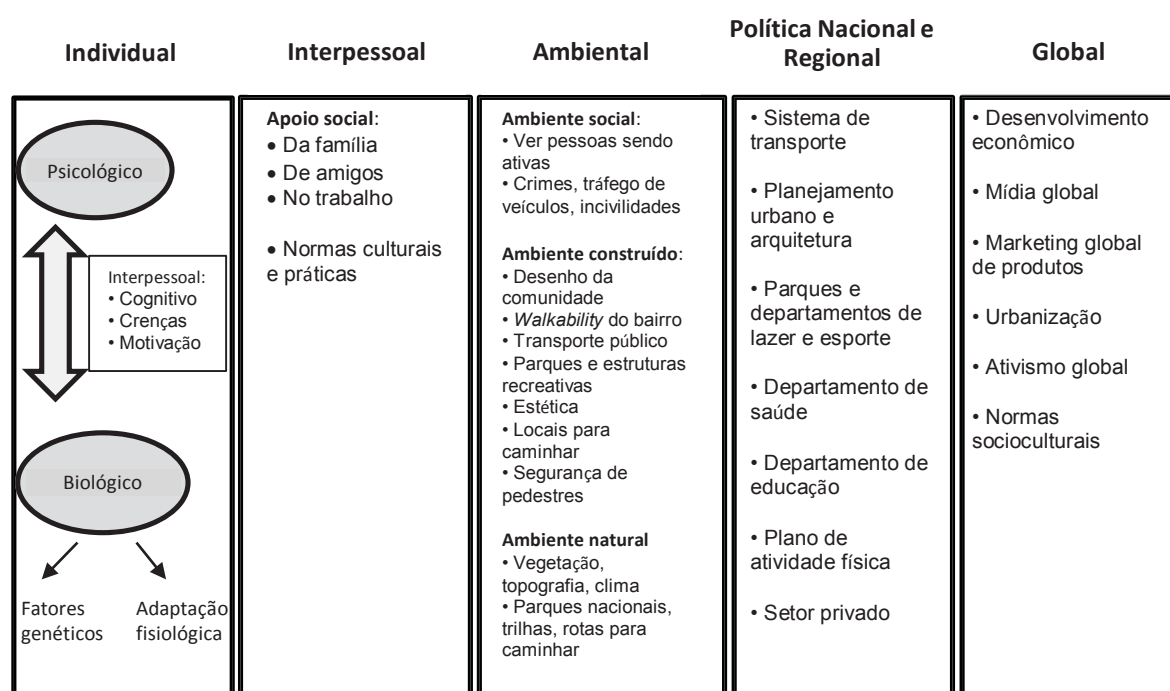 Individual
Interpessoal
Ambiental
Política Nacional e
Regional
Global
Psicológico
Interpessoal:
• Cognitivo
• Crenças
• Motivação
Biológico
Fatores
genéticos
Adaptação
fisiológica
Apoio social:
• Da família
• De amigos
• No trabalho
• Normas culturais
e práticas
Ambiente social:
• Ver pessoas sendo
ativas
• Crimes, tráfego de
veículos, incivilidades
Ambiente construído:
• Desenho da
comunidade
• Walkability do bairro
• Transporte público
• Parques e estruturas
recreativas
• Estética
• Locais para
caminhar
• Segurança de
pedestres
Ambiente natural
• Vegetação,
topografia, clima
• Parques nacionais,
trilhas, rotas para
caminhar
• Sistema de
transporte
• Planejamento
urbano e
arquitetura
• Parques e
departamentos de
lazer e esporte
• Departamento de
saúde
• Departamento de
educação
• Plano de
atividade física
• Setor privado
• Desenvolvimento
econômico
• Mídia global
• Marketing global
de produtos
• Urbanização
• Ativismo global
• Normas
socioculturais